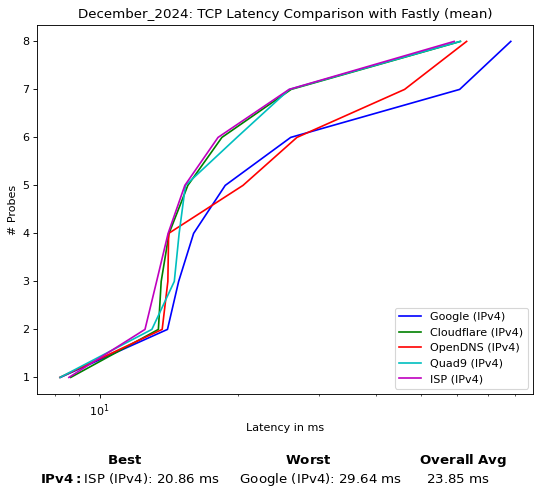 December_2024: TCP Latency Comparison with Fastly (mean)
# Probes
8
7
6
5
4
3
2
1
Google (IPv4)
Cloudflare (IPv4)
OpenDNS (IPv4)
Quad9 (IPv4)
ISP (IPv4)
10¹
Latency in ms
Best Worst Overall Avg
IPv4: ISP (IPv4): 20.86 ms Google (IPv4): 29.64 ms 23.85 ms